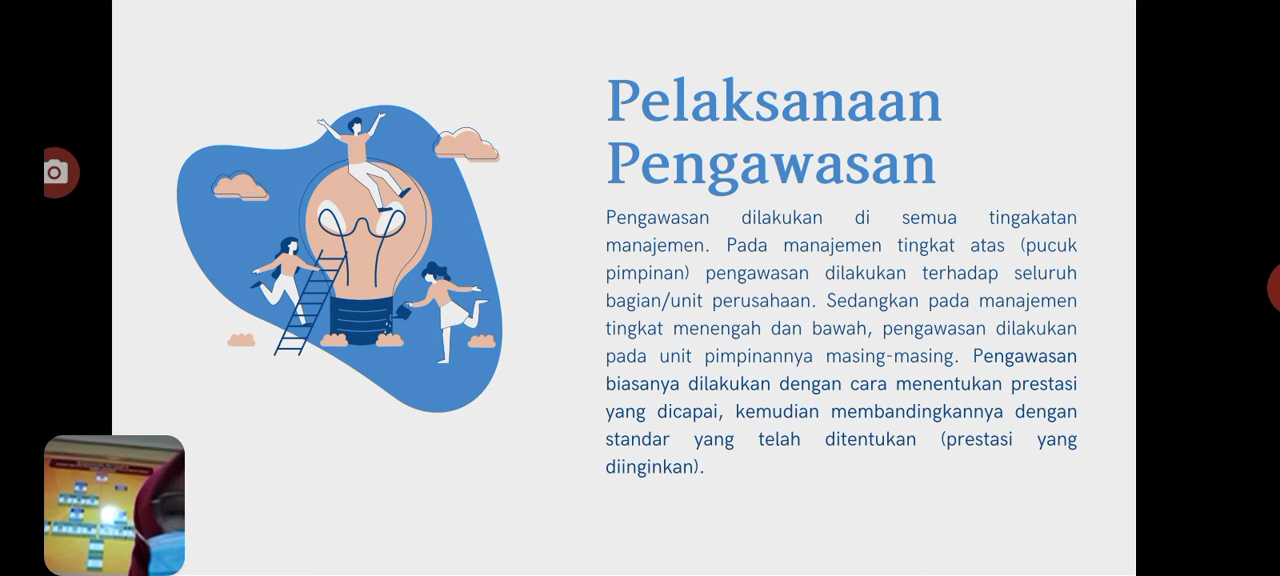 Pelaksanaan
Pengawasan
Pengawasan dilakukan di semua tingakatan
manajemen. Pada manajemen tingkat atas (pucuk
pimpinan) pengawasan dilakukan terhadap seluruh
bagian/unit perusahaan. Sedangkan pada manajemen
tingkat menengah dan bawah, pengawasan dilakukan
pada unit pimpinannya masing-masing. Pengawasan
biasanya dilakukan dengan cara menentukan prestasi
yang dicapai, kemudian membandingkannya dengan
standar yang telah ditentukan (prestasi yang
diinginkan).